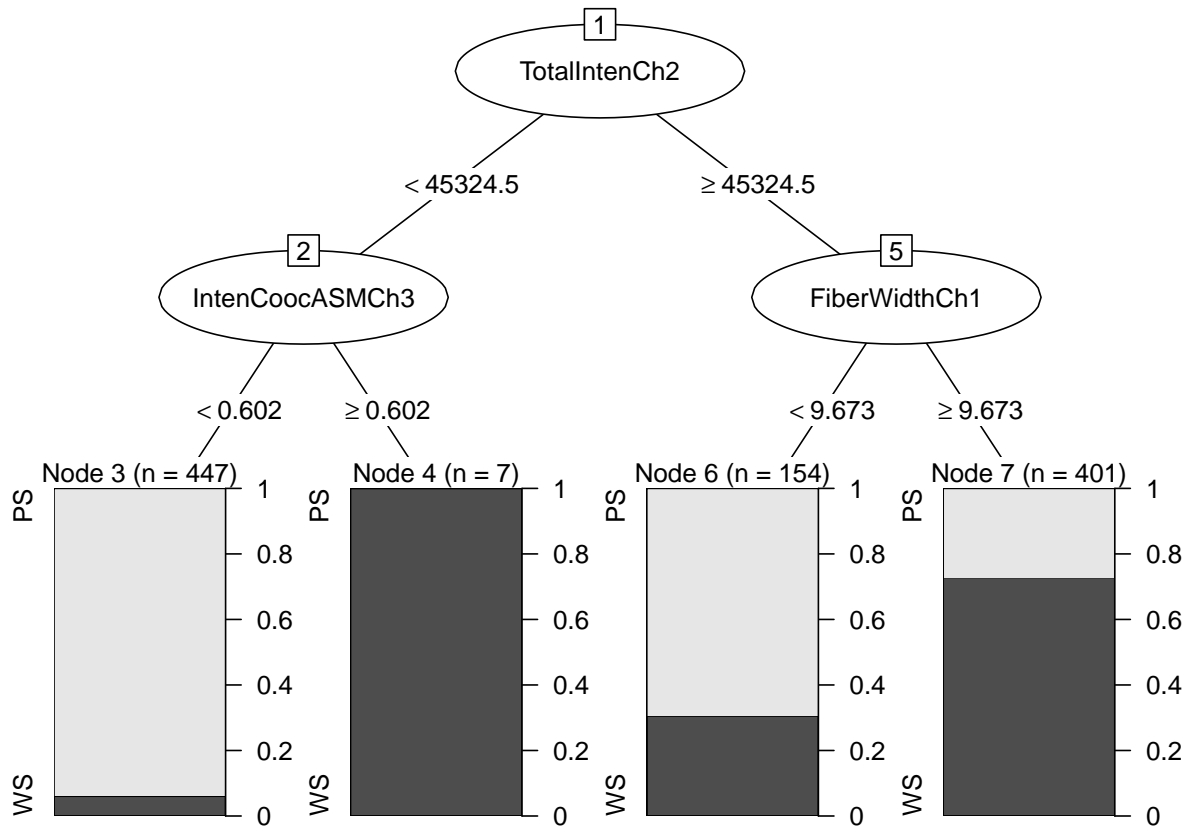 1
TotalIntenCh2
< 45324.5
≥ 45324.5
2
IntenCoocASMCh3
5
FiberWidthCh1
< 0.602
≥ 0.602
< 9.673
≥ 9.673
Node 3 (n = 447)
PS
WS
1
0.8
0.6
0.4
0.2
0
Node 4 (n = 7)
PS
WS
1
0.8
0.6
0.4
0.2
0
Node 6 (n = 154)
PS
WS
1
0.8
0.6
0.4
0.2
0
Node 7 (n = 401)
PS
WS
1
0.8
0.6
0.4
0.2
0